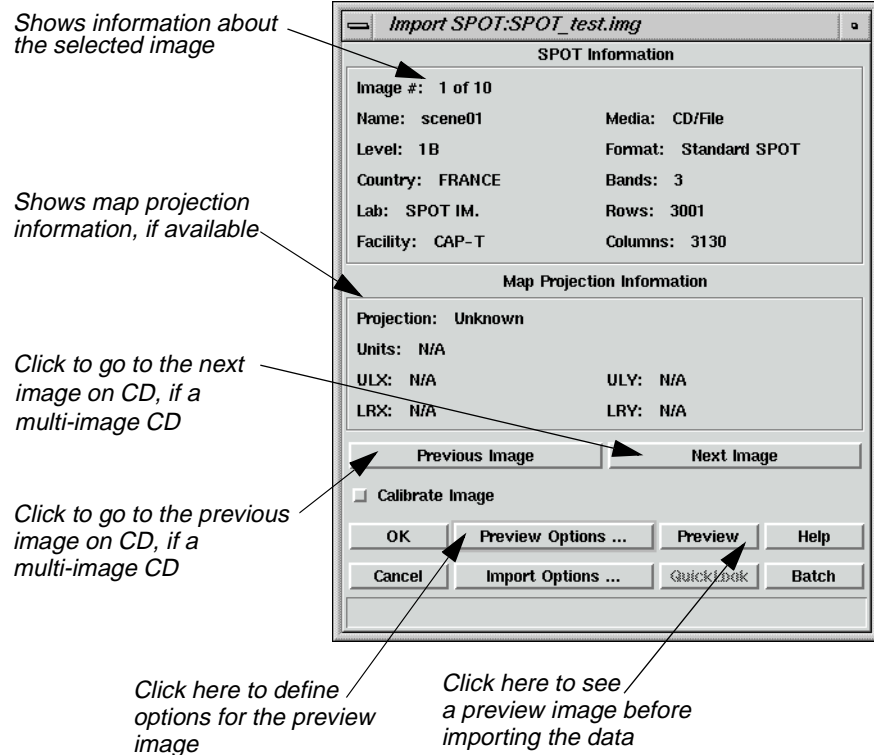 Shows information about
the selected image
Import SPOT:SPOT_test.img
SPOT Information
Image #: 1 of 10
Name: scene01 Media: CD/File
Level: 1B Format: Standard SPOT
Country: FRANCE Bands: 3
Lab: SPOT IM. Rows: 3001
Facility: CAP-T Columns: 3130
Shows map projection
information, if available
Map Projection Information
Projection: Unknown
Units: N/A
ULX: N/A ULY: N/A
LRX: N/A LRY: N/A
Click to go to the next
image on CD, if a
multi-image CD
Previous Image Next Image
Calibrate Image
Click to go to the previous
image on CD, if a
multi-image CD
OK Preview Options ... Preview Help
Cancel Import Options ... QuickLook Batch
Click here to define
options for the preview
image
Click here to see
a preview image before
importing the data